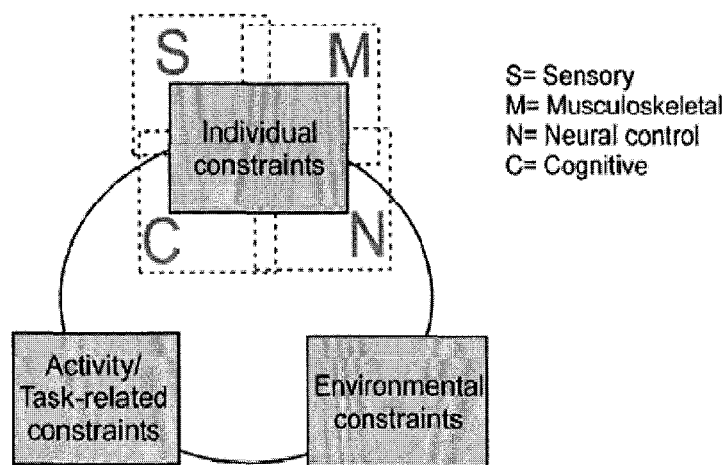 S
M
Individual
constraints
C
N
S= Sensory
M= Musculoskeletal
N= Neural control
C= Cognitive
Activity/
Task-related
constraints
Environmental
constraints